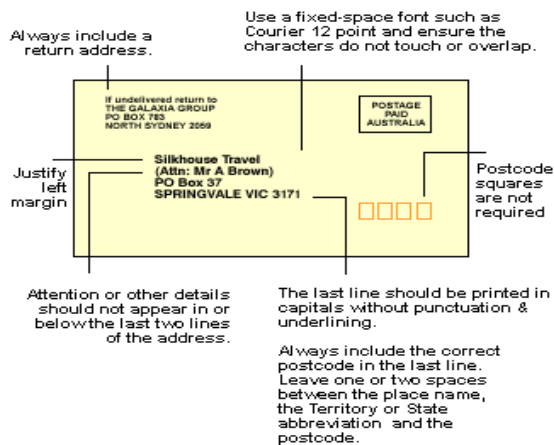 Always include a
return address.
Use a fixed-space font such as
Courier 12 point and ensure the
characters do not touch or overlap.
If undelivered return to
THE GALAXIA GROUP
PO BOX 783
NORTH SYDNEY 2059
POSTAGE
PAID
AUSTRALIA
Justify
left
margin
Silkhouse Travel
(Attn: Mr A Brown)
PO Box 37
SPRINGVALE VIC 3171
Postcode
squares
are not
required
Attention or other details
should not appear in or
below the last two lines
of the address.
The last line should be printed in
capitals without punctuation &
underlining.
Always include the correct
postcode in the last line.
Leave one or two spaces
between the place name,
the Territory or State
abbreviation and the
postcode.